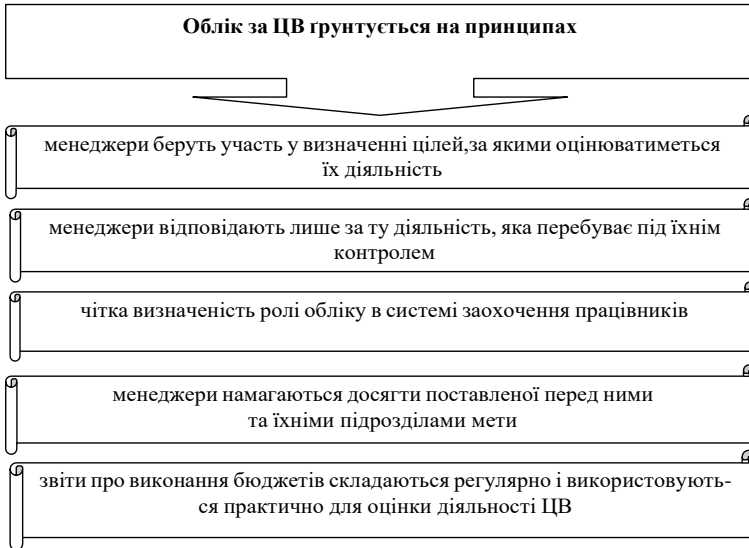 Облік за ЦВ ґрунтується на принципах
менеджери беруть участь у визначенні цілей,за якими оцінюватиметься
їх діяльність
менеджери відповідають лише за ту діяльність, яка перебуває під їхнім
контролем
чітка визначеність ролі обліку в системі заохочення працівників
менеджери намагаються досягти поставленої перед ними
та їхніми підрозділами мети
звіти про виконання бюджетів складаються регулярно і використовують-
ся практично для оцінки діяльності ЦВ